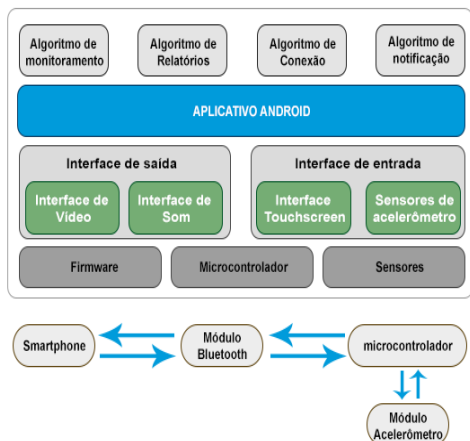 Algoritmo de
monitoramento
Algoritmo de
Relatórios
Algoritmo de
Conexão
Algoritmo de
notificação
APLICATIVO ANDROID
Interface de saída
Interface de
Vídeo
Interface de
Som
Interface de entrada
Interface
Touchscreen
Sensores de
acelerômetro
Firmware
Microcontrolador
Sensores
Smartphone
Módulo
Bluetooth
microcontrolador
Módulo
Acelerômetro